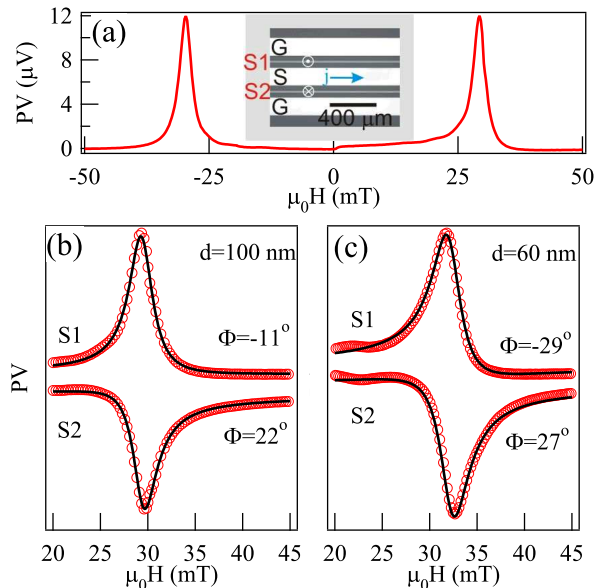 (a)
12
8
4
0
PV (μV)
G
S1
S
j
S2
G
400 μm
-50
-25
0
25
50
μ₀H (mT)
(b)
d=100 nm
S1
Φ=-11°
S2
Φ=22°
(c)
d=60 nm
S1
Φ=-29°
S2
Φ=27°
PV
20 25 30 35 40 45
20 25 30 35 40 45
μ₀H (mT)
μ₀H (mT)